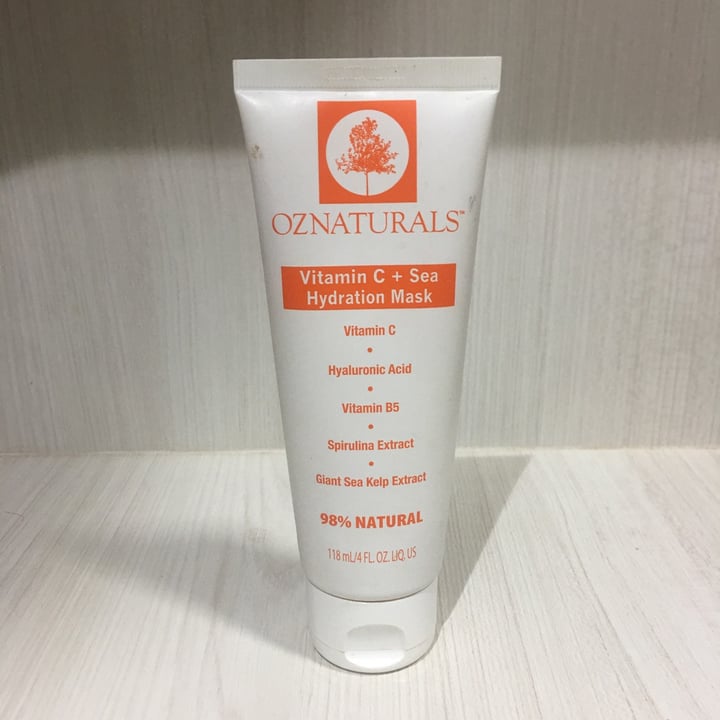 OZNATURALS™
Vitamin C + Sea
Hydration Mask
Vitamin C
•
Hyaluronic Acid
•
Vitamin B5
•
Spirulina Extract
•
Giant Sea Kelp Extract
98% NATURAL
118 mL/4 FL. OZ. LIQ. US